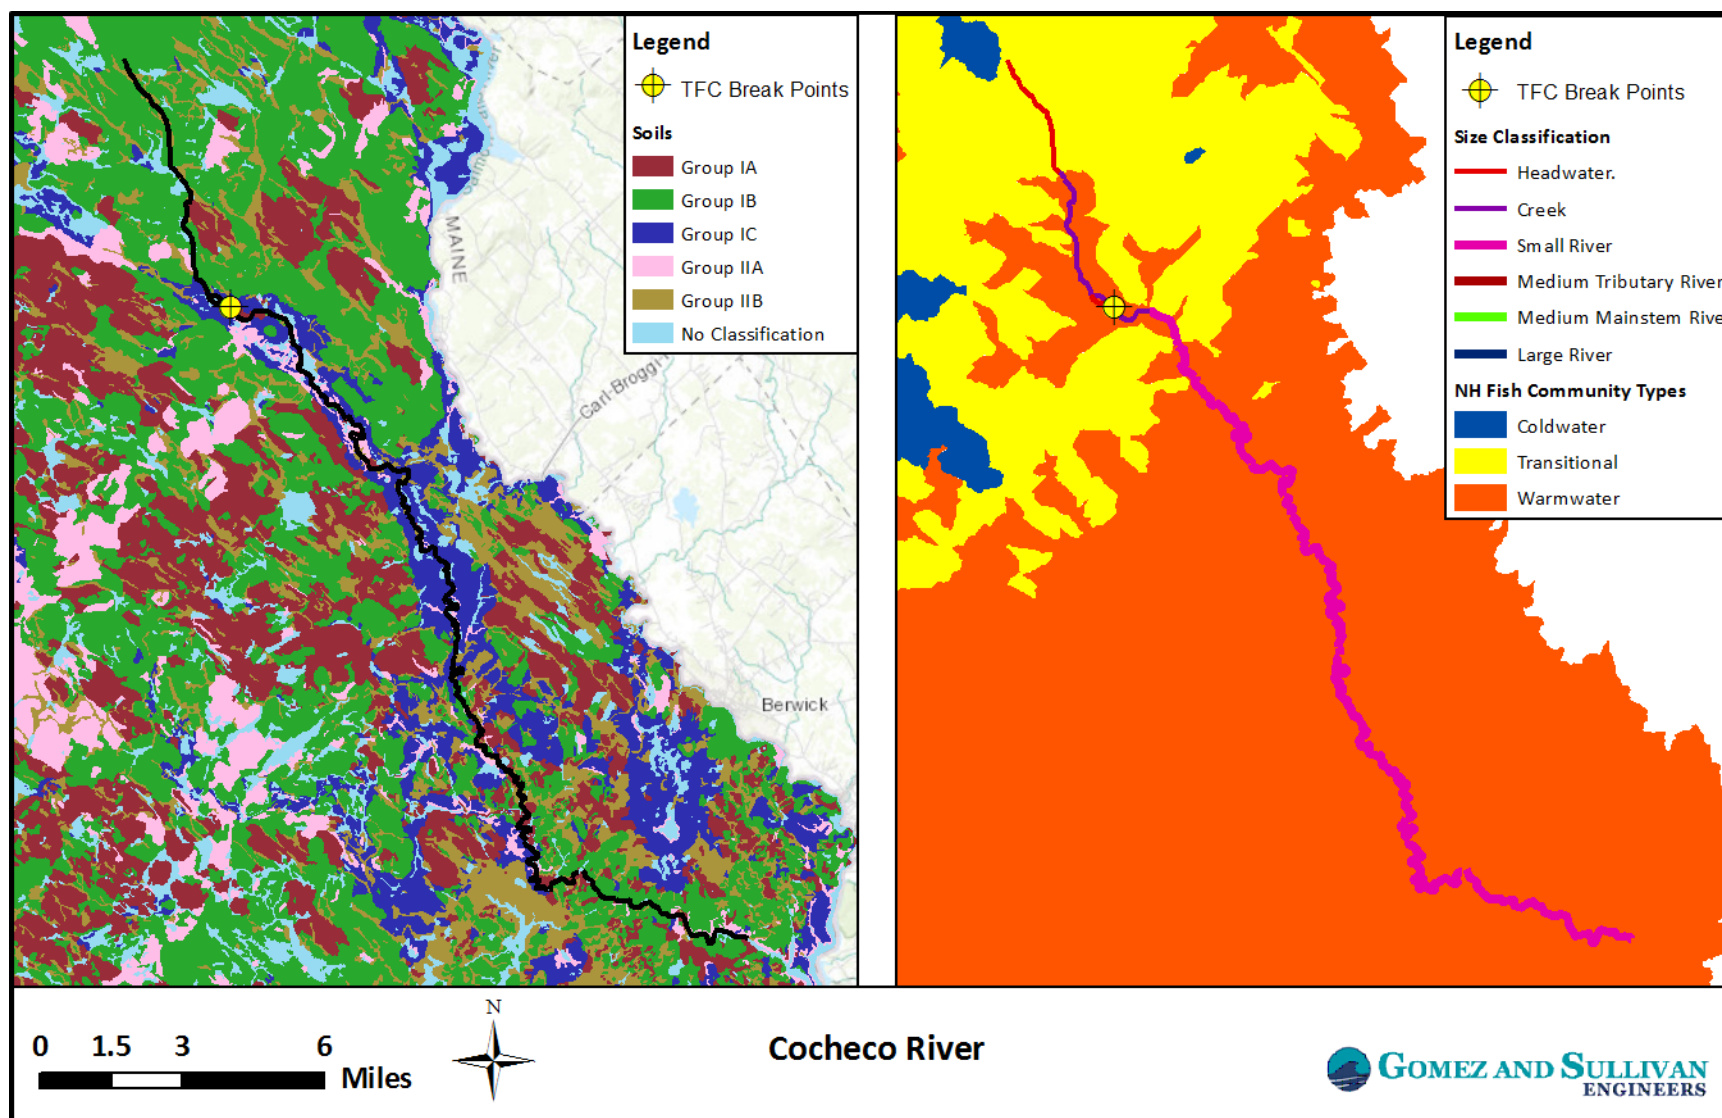 Legend
TFC Break Points
Soils
Group IA
Group IB
Group IC
Group IIA
Group IIB
No Classification
MAINE
Berwick
Legend
TFC Break Points
Size Classification
Headwater.
Creek
Small River
Medium Tributary River
Medium Mainstem Rive
Large River
NH Fish Community Types
Coldwater
Transitional
Warmwater
0 1.5 3 6
Miles
N
Cocheco River
GOMEZ AND SULLIVAN
ENGINEERS